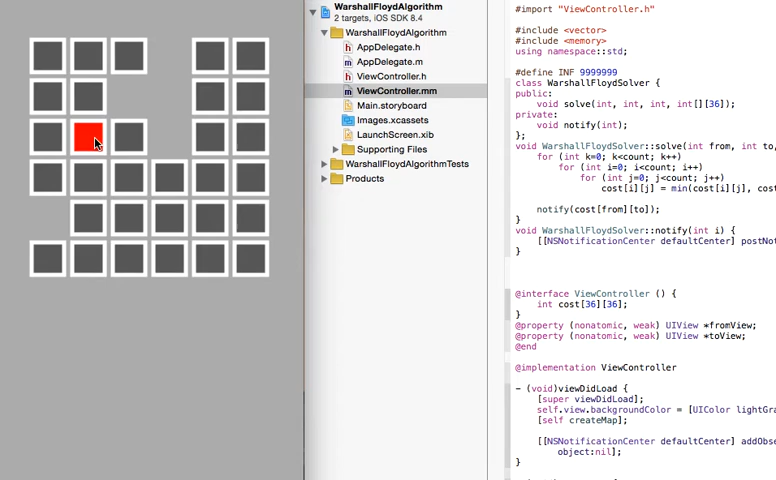 WarshallFloydAlgorithm
2 targets, iOS SDK 8.4
WarshallFloydAlgorithm
AppDelegate.h
AppDelegate.m
ViewController.h
ViewController.mm
Main.storyboard
Images.xcassets
LaunchScreen.xib
Supporting Files
WarshallFloydAlgorithmTests
Products
#import "ViewController.h"
#include <vector>
#include <memory>
using namespace::std;
#define INF 9999999
class WarshallFloydSolver {
public:
void solve(int, int, int, int[][36]);
private:
void notify(int);
};
void WarshallFloydSolver::solve(int from, int to,
for (int k=0; k<count; k++)
for (int i=0; i<count; i++)
for (int j=0; j<count; j++)
cost[i][j] = min(cost[i][j], cos
notify(cost[from][to]);
}
void WarshallFloydSolver::notify(int i) {
[[NSNotificationCenter defaultCenter] postNo
}
@interface ViewController () {
int cost[36][36];
}
@property (nonatomic, weak) UIView *fromView;
@property (nonatomic, weak) UIView *toView;
@end
@implementation ViewController
- (void)viewDidLoad {
[super viewDidLoad];
self.view.backgroundColor = [UIColor lightGra
[self createMap];
[[NSNotificationCenter defaultCenter] addObse
object:nil];
}